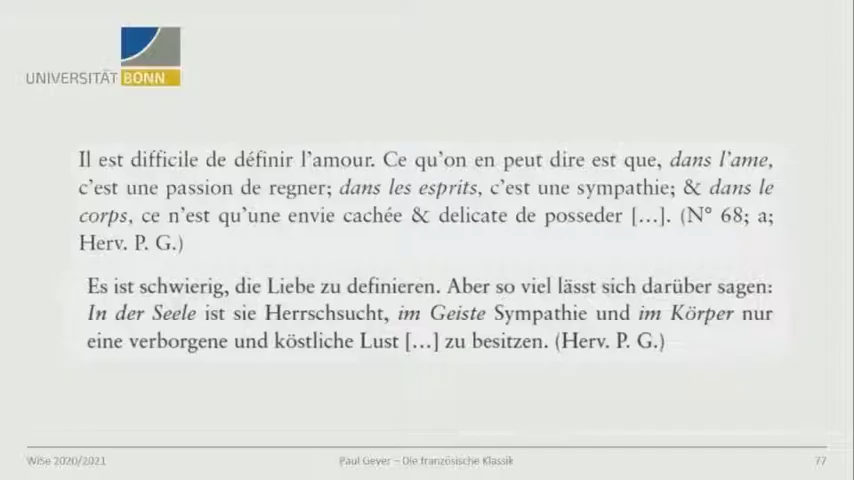 UNIVERSITÄT BONN
Il est difficile de définir l'amour. Ce qu'on en peut dire est que, dans l'ame,
c'est une passion de regner; dans les esprits, c'est une sympathie; & dans le
corps, ce n'est qu'une envie cachée & delicate de posseder [...]. (N° 68; a;
Herv. P. G.)
Es ist schwierig, die Liebe zu definieren. Aber so viel lässt sich darüber sagen:
In der Seele ist sie Herrschsucht, im Geiste Sympathie und im Körper nur
eine verborgene und köstliche Lust [...] zu besitzen. (Herv. P. G.)
WiSe 2020/2021
Paul Geyer – Die französische Klassik
77